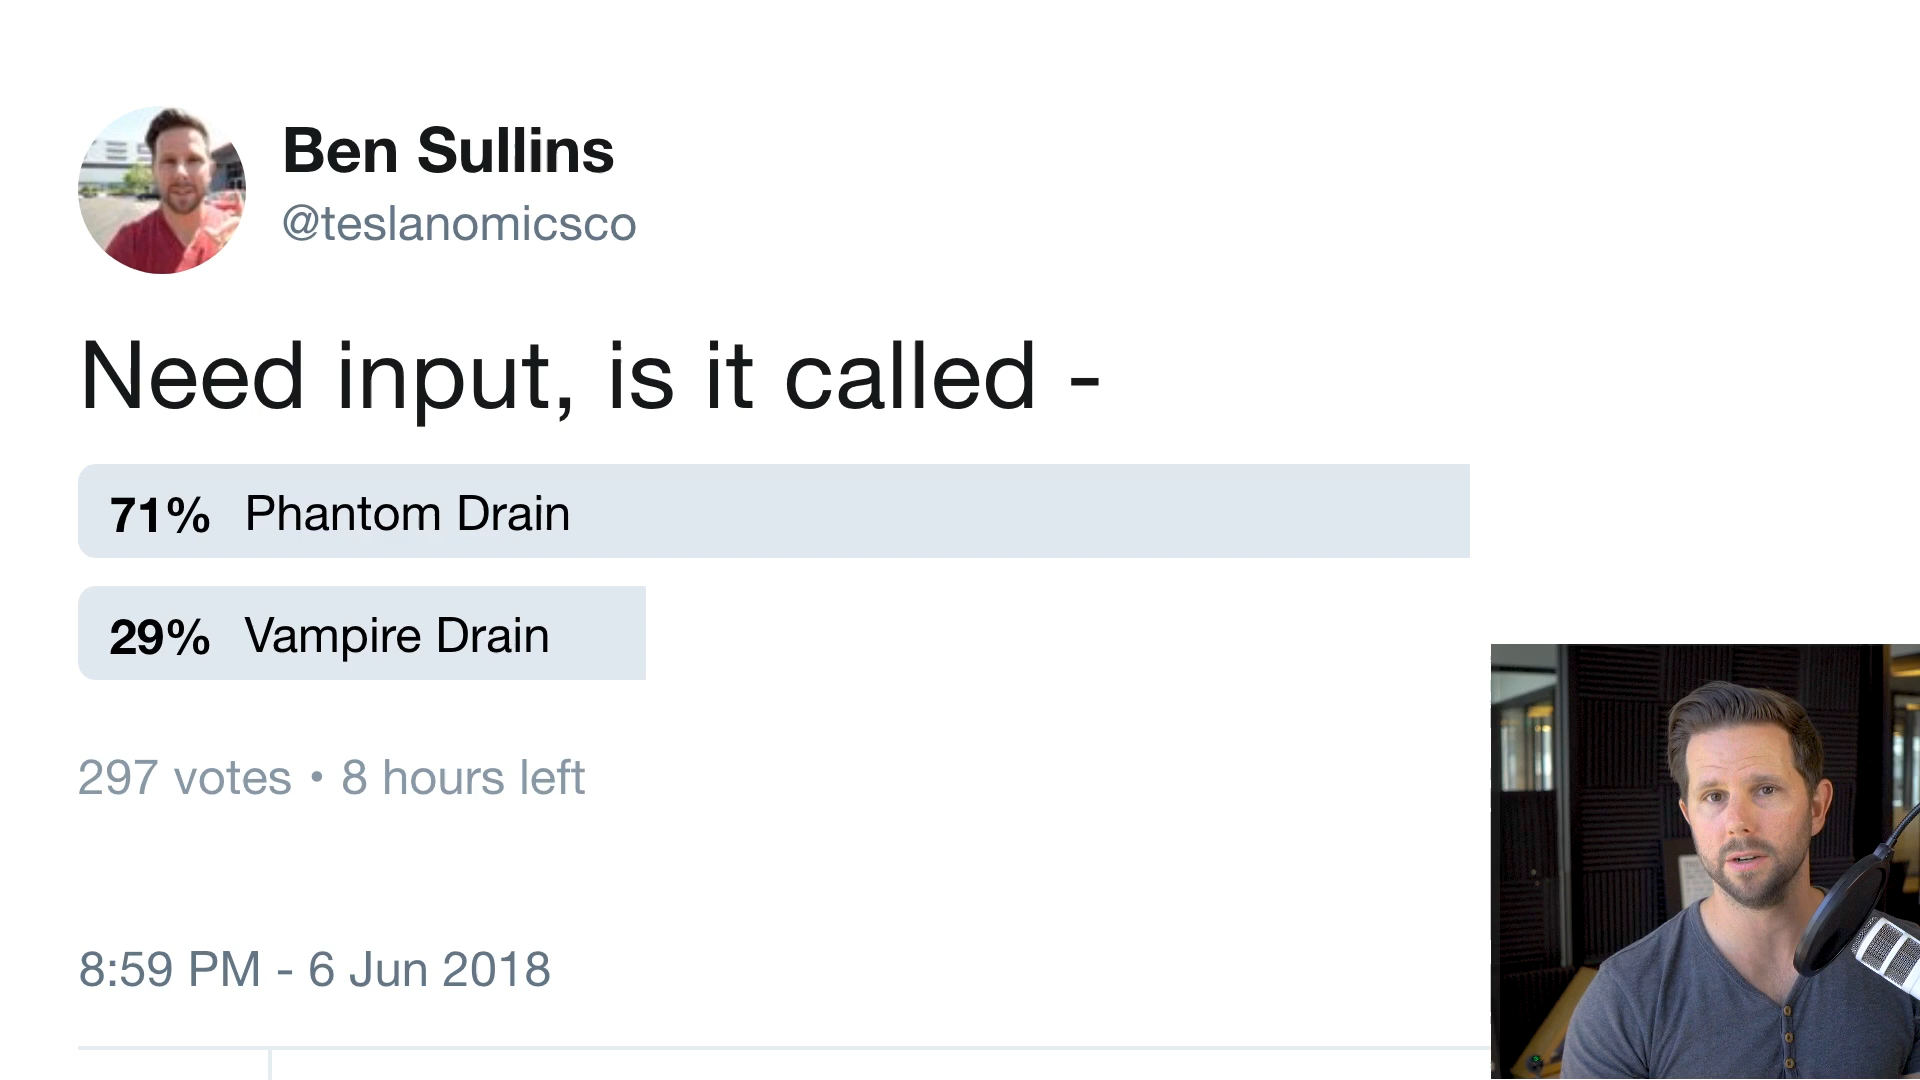 Ben Sullins
@teslanomicsco
Need input, is it called -
71% Phantom Drain
29% Vampire Drain
297 votes • 8 hours left
8:59 PM - 6 Jun 2018